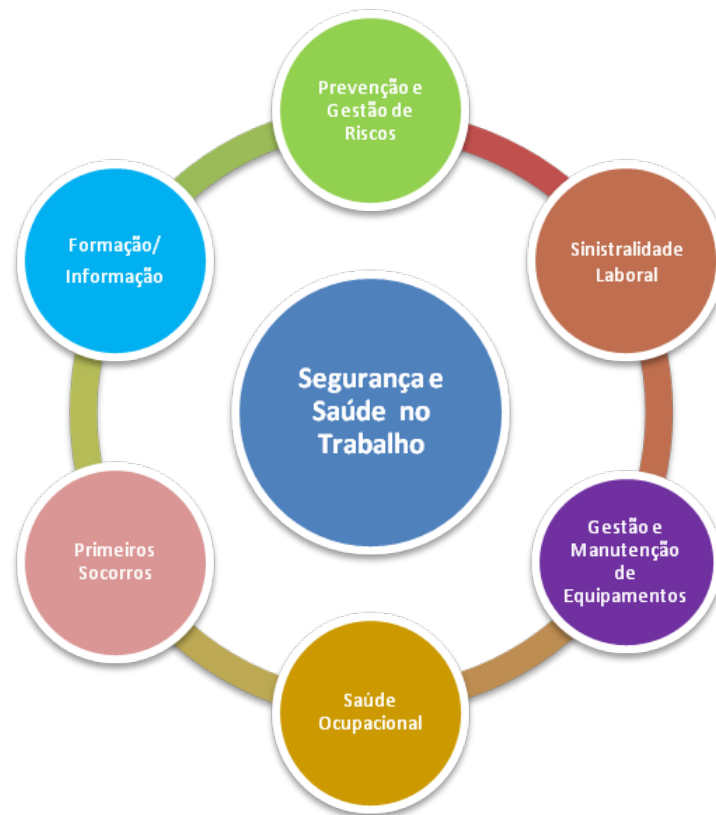 Prevenção e
Gestão de
Riscos
Formação/
Informação
Sinistralidade
Laboral
Segurança e
Saúde no
Trabalho
Primeiros
Socorros
Gestão e
Manutenção
de
Equipamentos
Saúde
Ocupacional